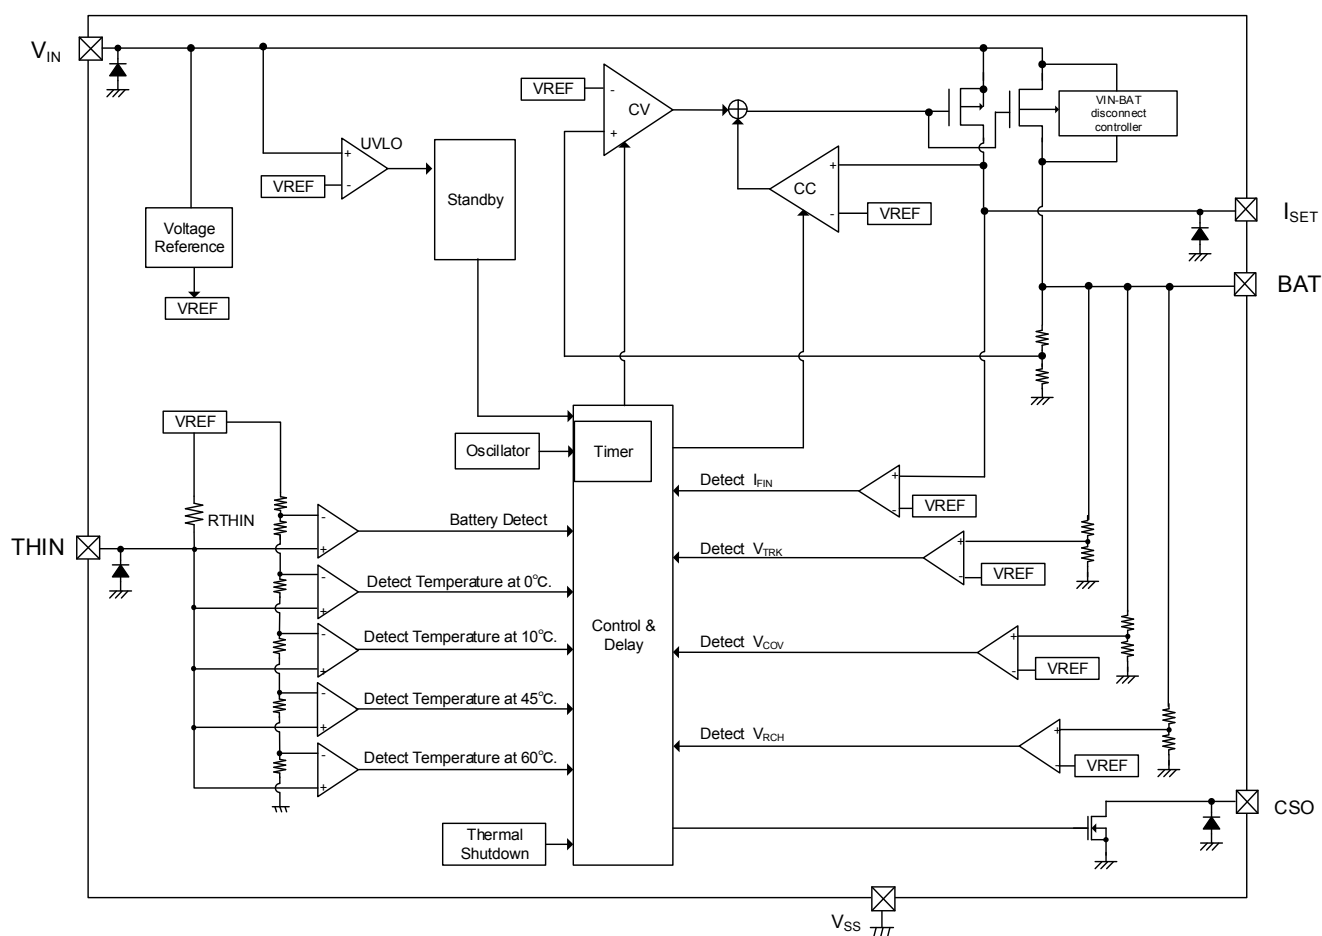 VIN
VREF
CV
VIN-BAT
disconnect
controller
UVLO
VREF
Standby
CC
VREF
ISET
Voltage
Reference
VREF
BAT
VREF
Oscillator
Timer
Detect IFIN
VREF
RTHIN
THIN
Battery Detect
Detect VTRK
VREF
Detect Temperature at 0°C.
Control &
Delay
Detect Temperature at 10°C.
Detect VCOV
VREF
Detect Temperature at 45°C.
Detect VRCH
VREF
Detect Temperature at 60°C.
CSO
Thermal
Shutdown
VSS